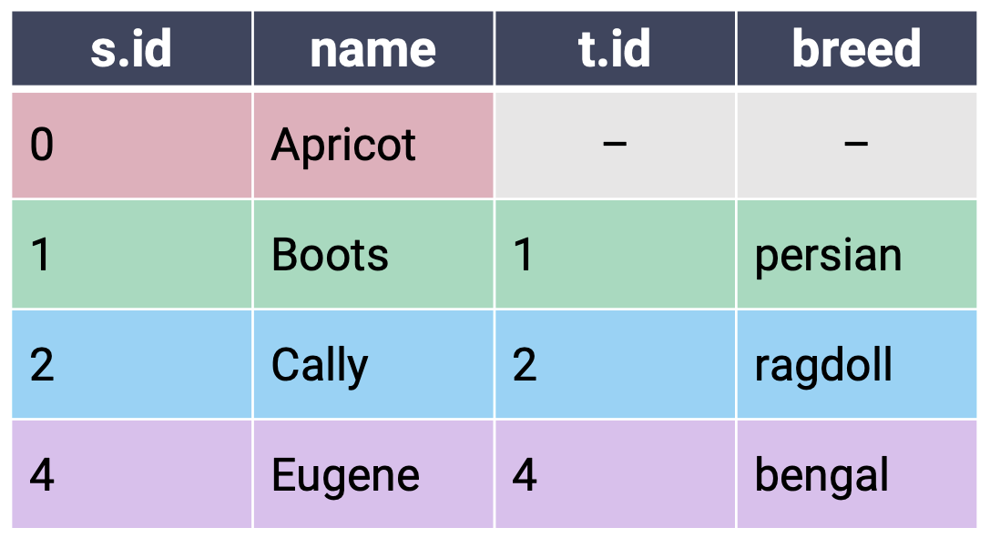 s.id name t.id breed
0 Apricot – –
1 Boots 1 persian
2 Cally 2 ragdoll
4 Eugene 4 bengal